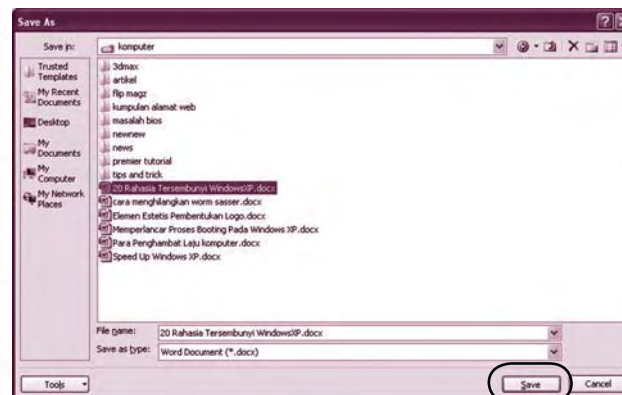 Save As
Save in:
komputer
Trusted
Templates
My Recent
Documents
Desktop
My
Documents
My
Computer
My Network
Places
3dmax
artikel
flip magz
kumpulan alamat web
masalah bios
newnew
news
premier tutorial
tips and trick
20 Rahasia Tersembunyi WindowsXP.docx
cara menghilangkan worm sasser.docx
Elemen Estetis Pembentukan Logo.docx
Memperlancar Proses Booting Pada Windows XP.docx
Para Penghambat Laju komputer.docx
Speed Up Windows XP.docx
File name:
20 Rahasia Tersembunyi WindowsXP.docx
Save as type:
Word Document (*.docx)
Tools
Save
Cancel